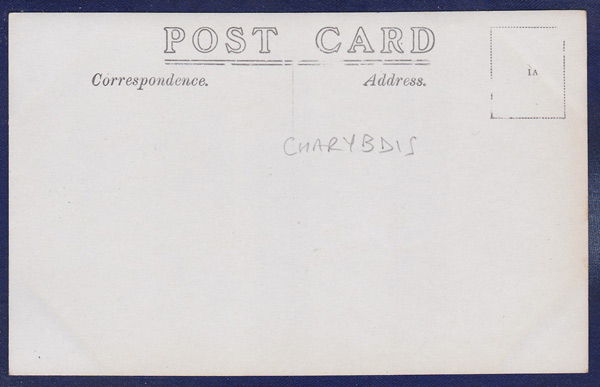 POST CARD
Correspondence. Address.
1A
CHARYBDIS